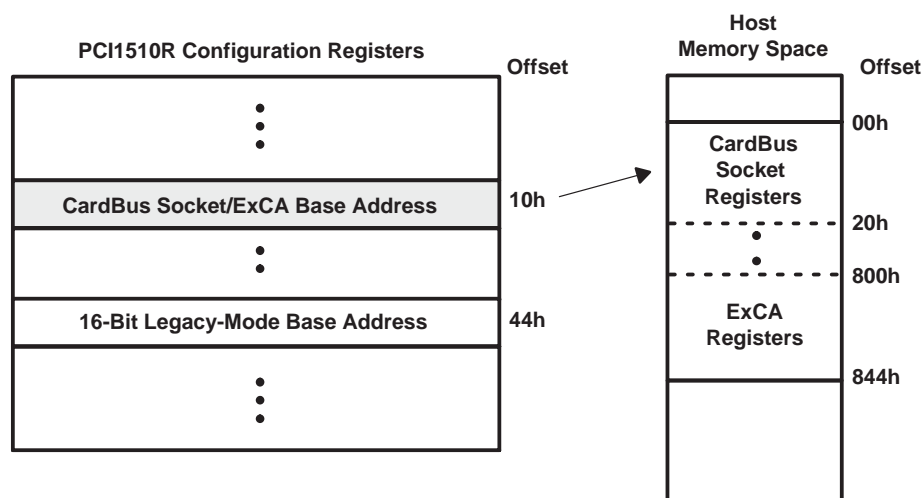 PCI1510R Configuration Registers
Offset
CardBus Socket/ExCA Base Address
10h
16-Bit Legacy-Mode Base Address
44h
Host
Memory Space
Offset
00h
CardBus
Socket
Registers
20h
800h
ExCA
Registers
844h